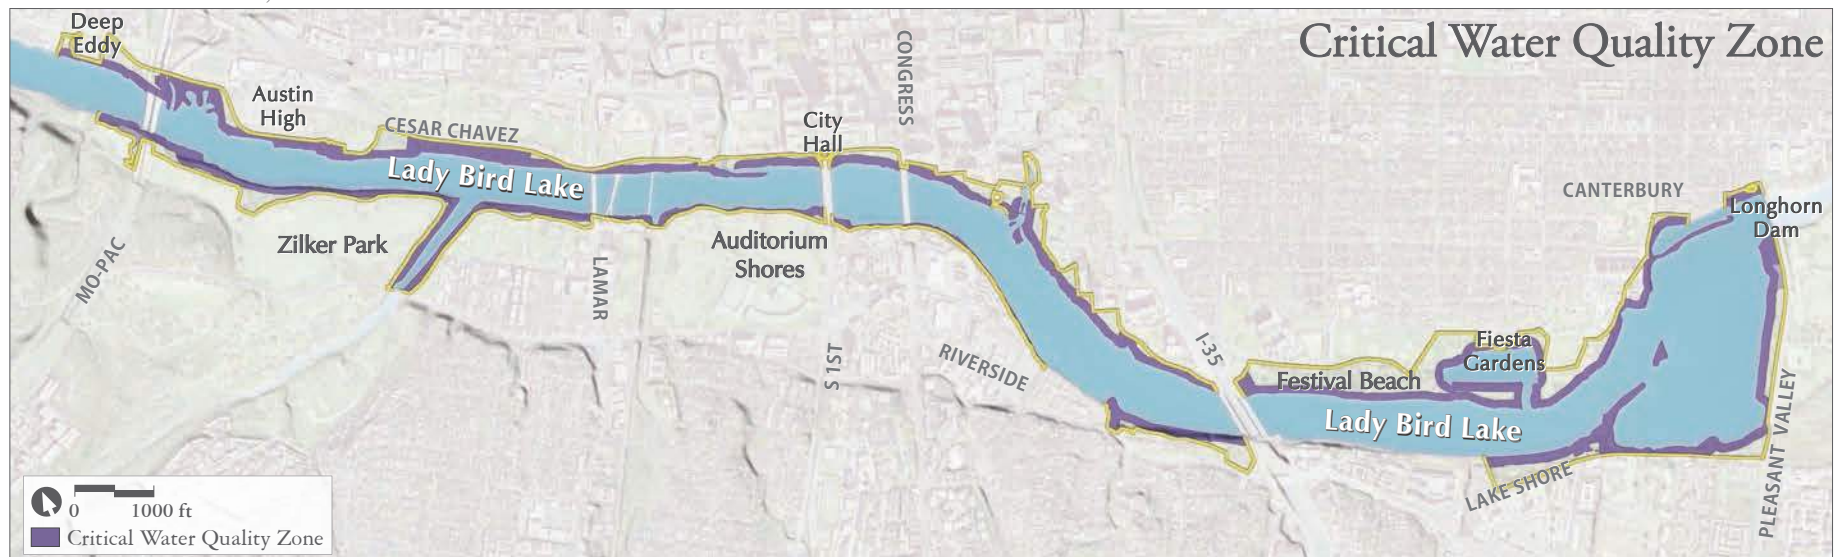 Critical Water Quality Zone
Deep
Eddy
Austin
High
CESAR CHAVEZ
City
Hall
CONGRESS
Lady Bird Lake
CANTERBURY
Longhorn
Dam
Zilker Park
Auditorium
Shores
MO-PAC
LAMAR
S 1ST
RIVERSIDE
I-35
Fiesta
Gardens
Festival Beach
Lady Bird Lake
LAKE SHORE
PLEASANT VALLEY
0 1000 ft
Critical Water Quality Zone